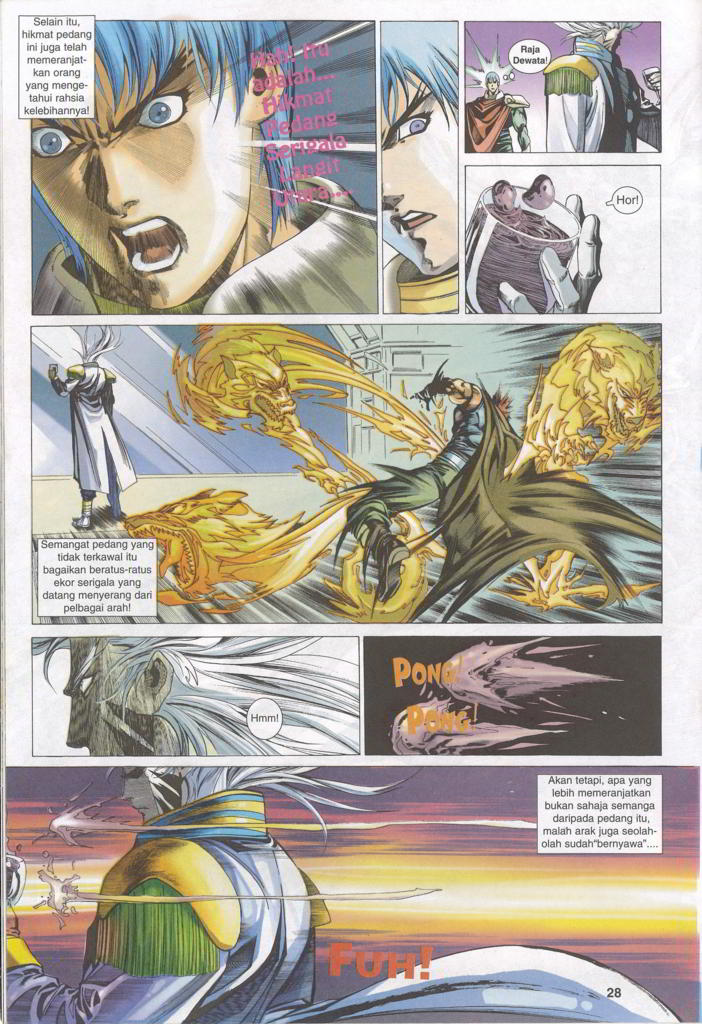 Selain itu,
hikmat pedang
ini juga telah
memeranjat-
kan orang
yang menge-
tahui rahsia
kelebihannya!
Wah! Itu
adalah...
Hikmat
Pedang
Serigala
Langit
Utara....
Raja
Dewata!
Hor!
Semangat pedang yang
tidak terkawal itu
bagaikan beratus-ratus
ekor serigala yang
datang menyerang dari
pelbagai arah!
Hmm!
PONG!
PONG!
Akan tetapi, apa yang
lebih memeranjatkan
bukan sahaja semanga
daripada pedang itu,
malah arak juga seolah-
olah sudah"bernyawa"....
FUH!
28